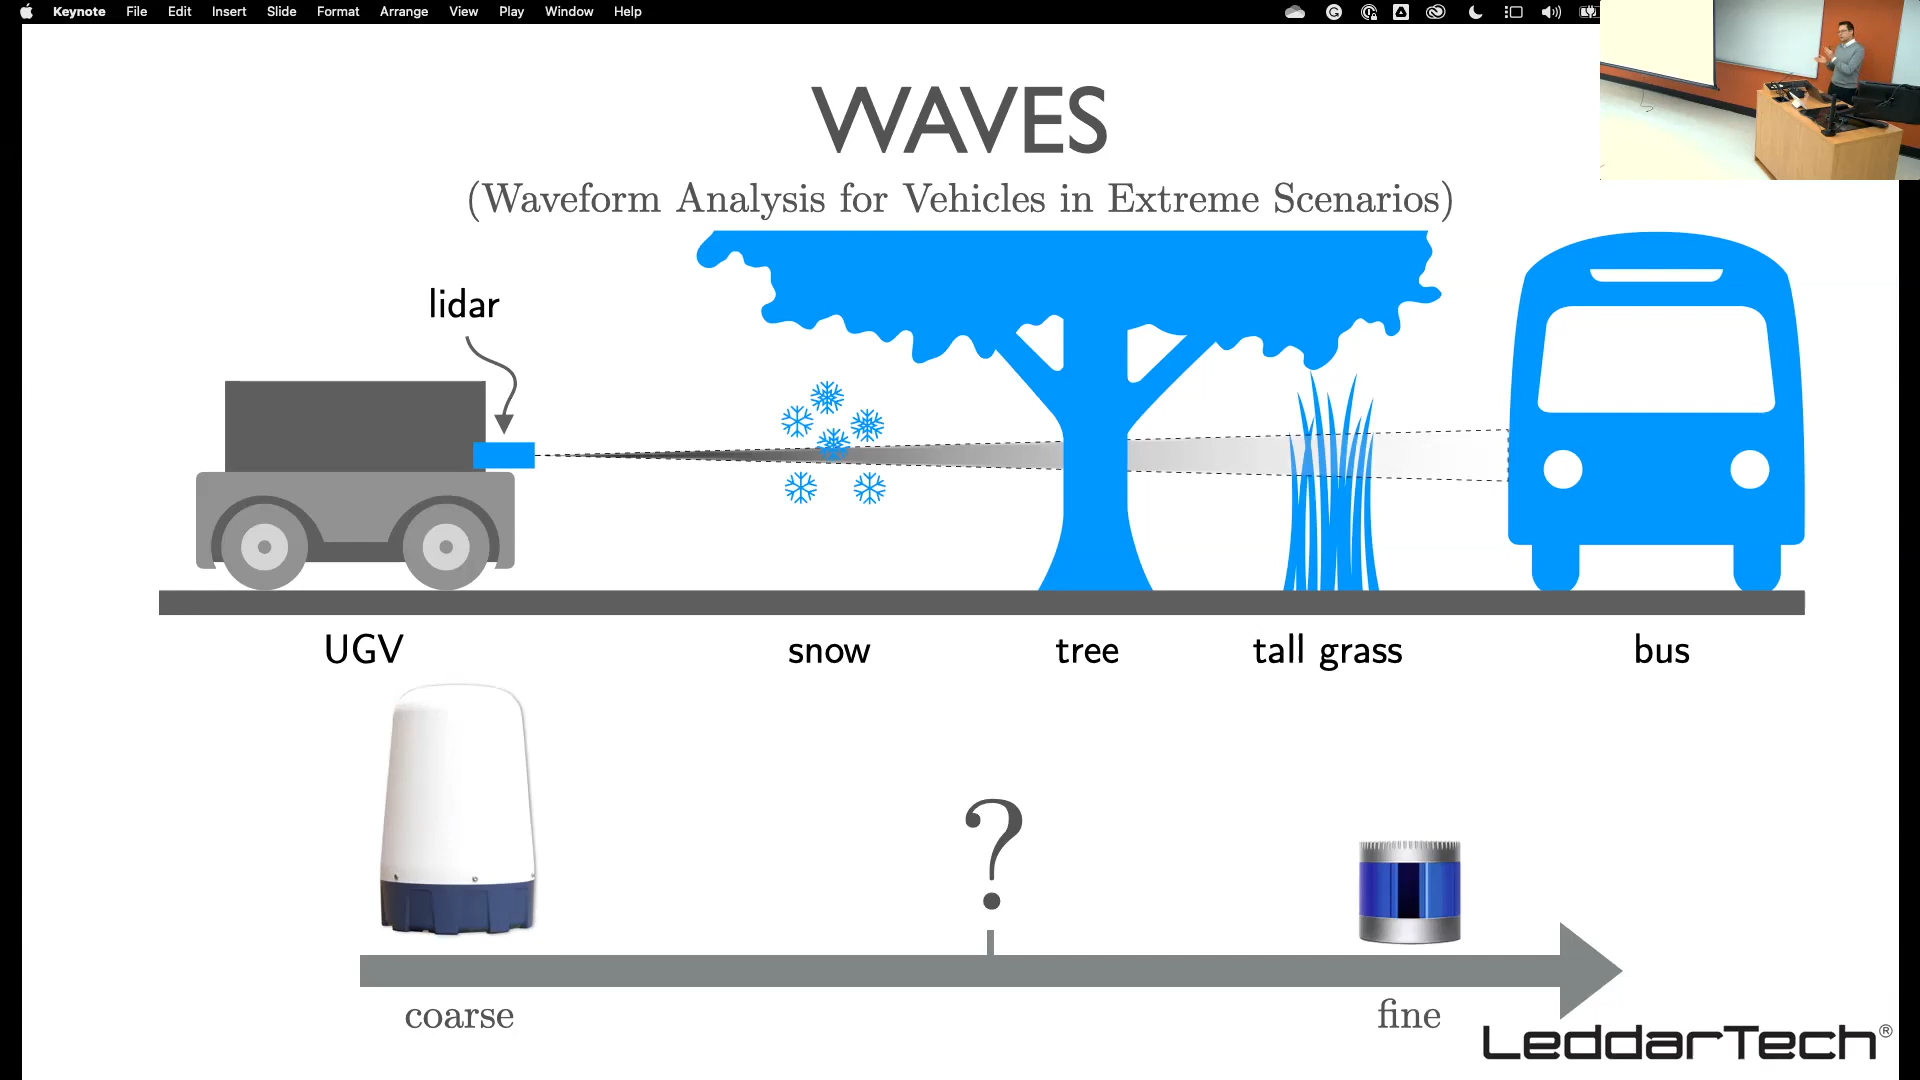 Keynote File Edit Insert Slide Format Arrange View Play Window Help
WAVES
(Waveform Analysis for Vehicles in Extreme Scenarios)
lidar
UGV snow tree tall grass bus
?
coarse fine
LeddarTech®